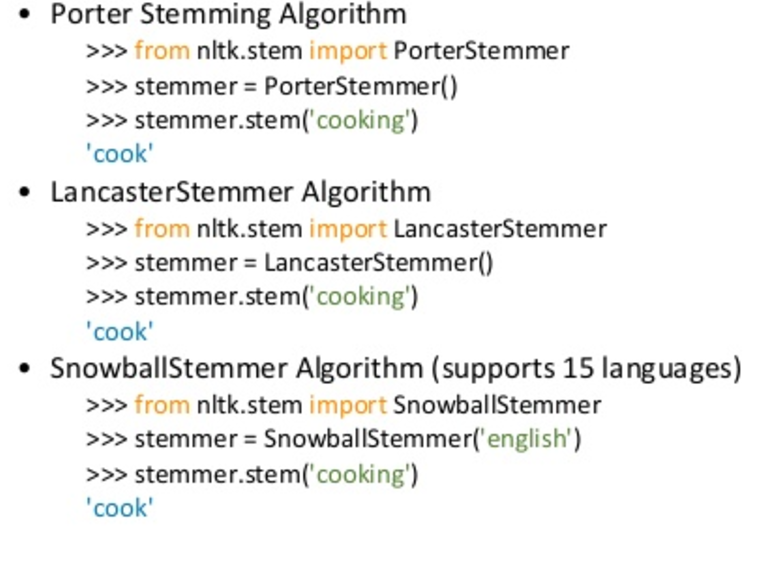 • Porter Stemming Algorithm
>>> from nltk.stem import PorterStemmer
>>> stemmer = PorterStemmer()
>>> stemmer.stem('cooking')
'cook'
• LancasterStemmer Algorithm
>>> from nltk.stem import LancasterStemmer
>>> stemmer = LancasterStemmer()
>>> stemmer.stem('cooking')
'cook'
• SnowballStemmer Algorithm (supports 15 languages)
>>> from nltk.stem import SnowballStemmer
>>> stemmer = SnowballStemmer('english')
>>> stemmer.stem('cooking')
'cook'